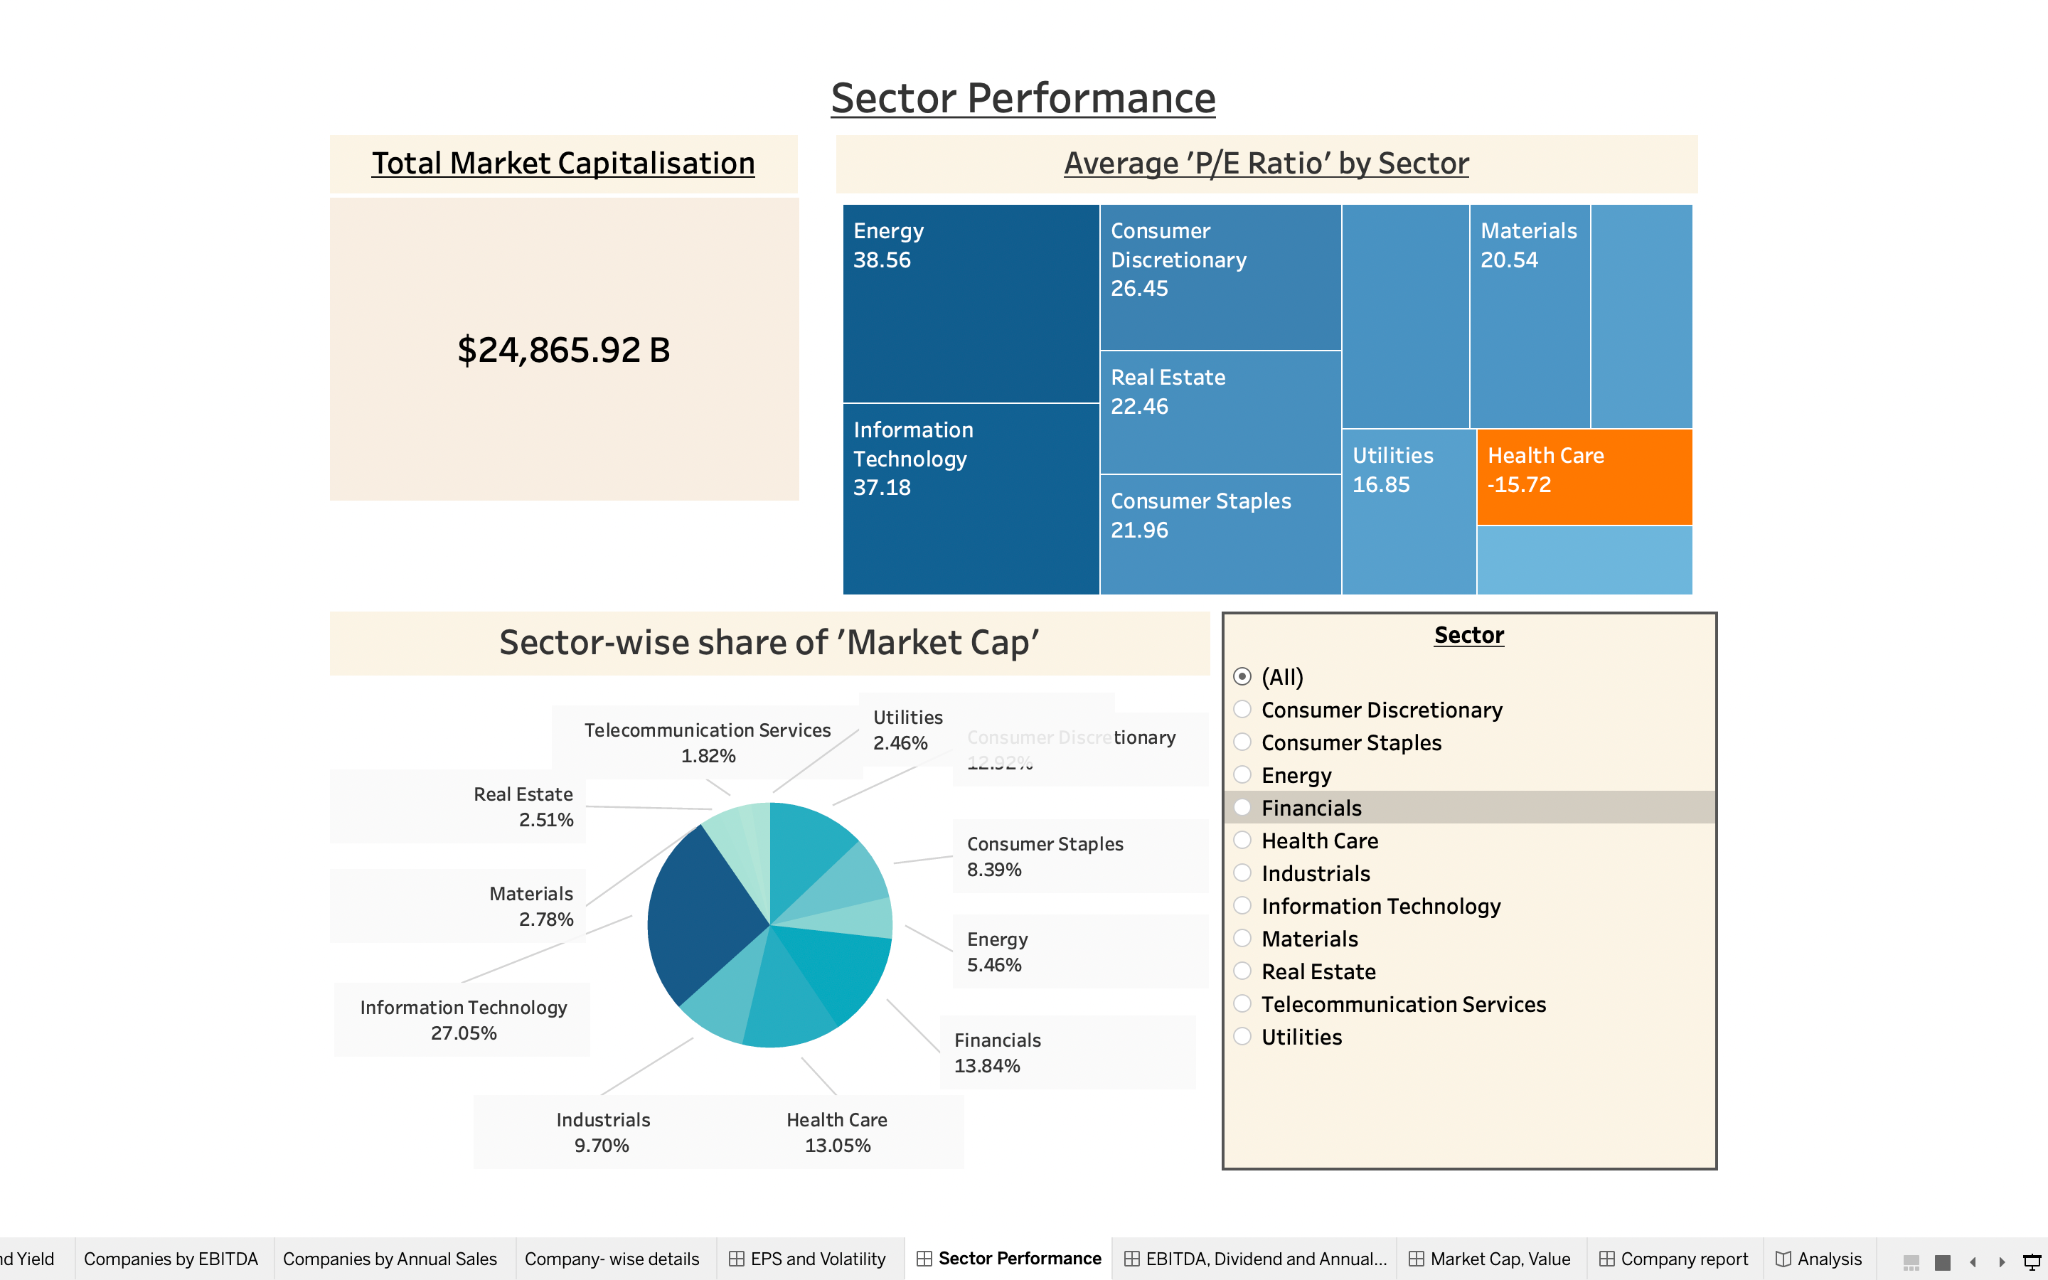 Sector Performance
Total Market Capitalisation
$24,865.92 B
Average 'P/E Ratio' by Sector
Energy
38.56
Information
Technology
37.18
Consumer
Discretionary
26.45
Real Estate
22.46
Consumer Staples
21.96
Materials
20.54
Utilities
16.85
Health Care
-15.72
Sector-wise share of 'Market Cap'
Telecommunication Services
1.82%
Utilities
2.46%
Consumer Discretionary
12.92%
Real Estate
2.51%
Consumer Staples
8.39%
Materials
2.78%
Energy
5.46%
Information Technology
27.05%
Financials
13.84%
Industrials
9.70%
Health Care
13.05%
Sector
(All)
Consumer Discretionary
Consumer Staples
Energy
Financials
Health Care
Industrials
Information Technology
Materials
Real Estate
Telecommunication Services
Utilities
nd Yield
Companies by EBITDA
Companies by Annual Sales
Company- wise details
EPS and Volatility
Sector Performance
EBITDA, Dividend and Annual...
Market Cap, Value
Company report
Analysis